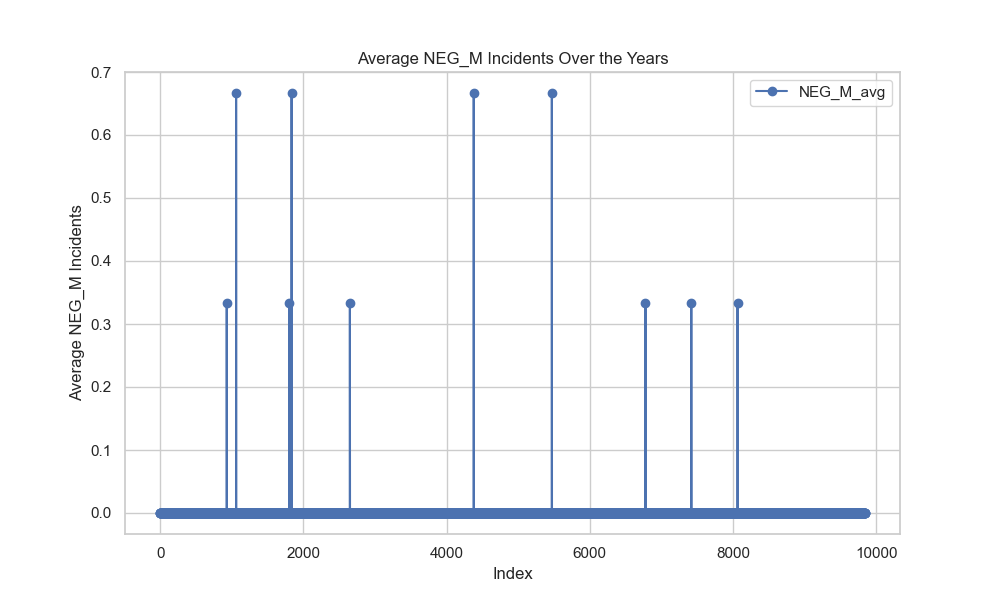 Average NEG_M Incidents Over the Years
NEG_M_avg
Average NEG_M Incidents
0.7
0.6
0.5
0.4
0.3
0.2
0.1
0.0
0 2000 4000 6000 8000 10000
Index